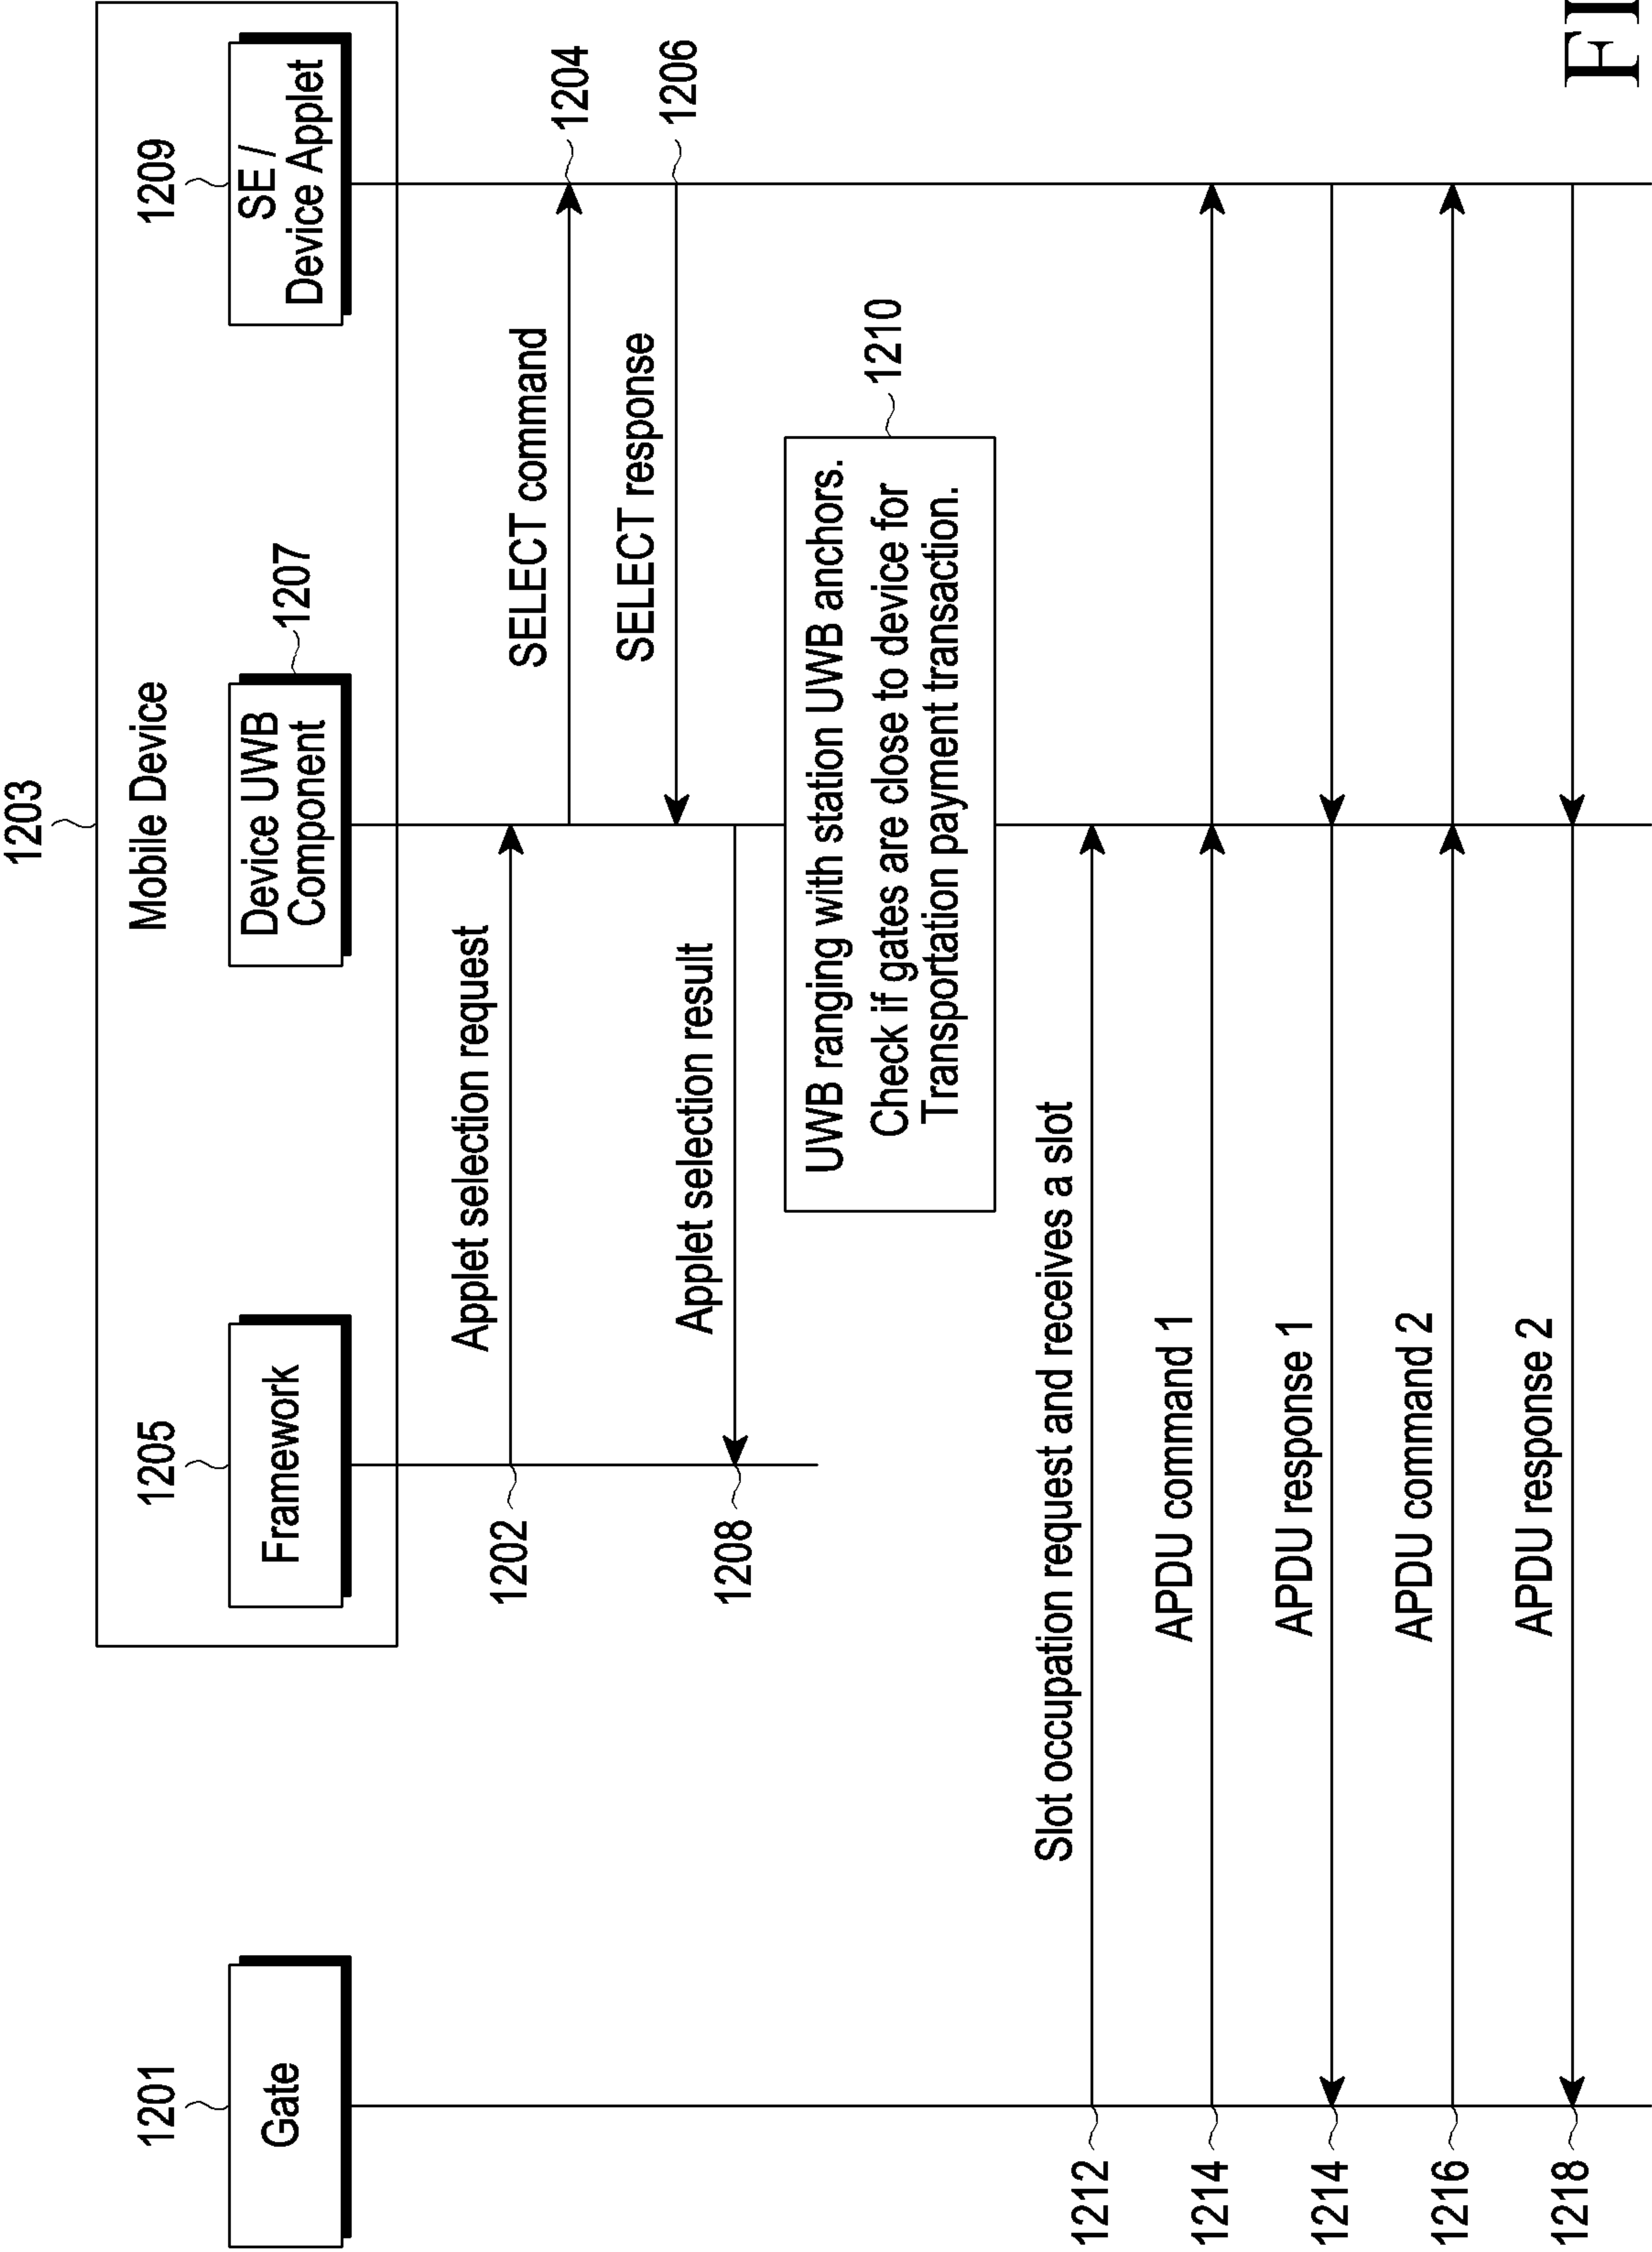 1203
Mobile Device
1201
1205
1207
1209
Gate
Framework
Device UWB
Component
SE /
Device Applet
1202
Applet selection request
SELECT command
1204
SELECT response
1206
1208
Applet selection result
UWB ranging with station UWB anchors.
Check if gates are close to device for
Transportation payment transaction.
1210
1212
Slot occupation request and receives a slot
1214
APDU command 1
1214
APDU response 1
1216
APDU command 2
1218
APDU response 2
FI